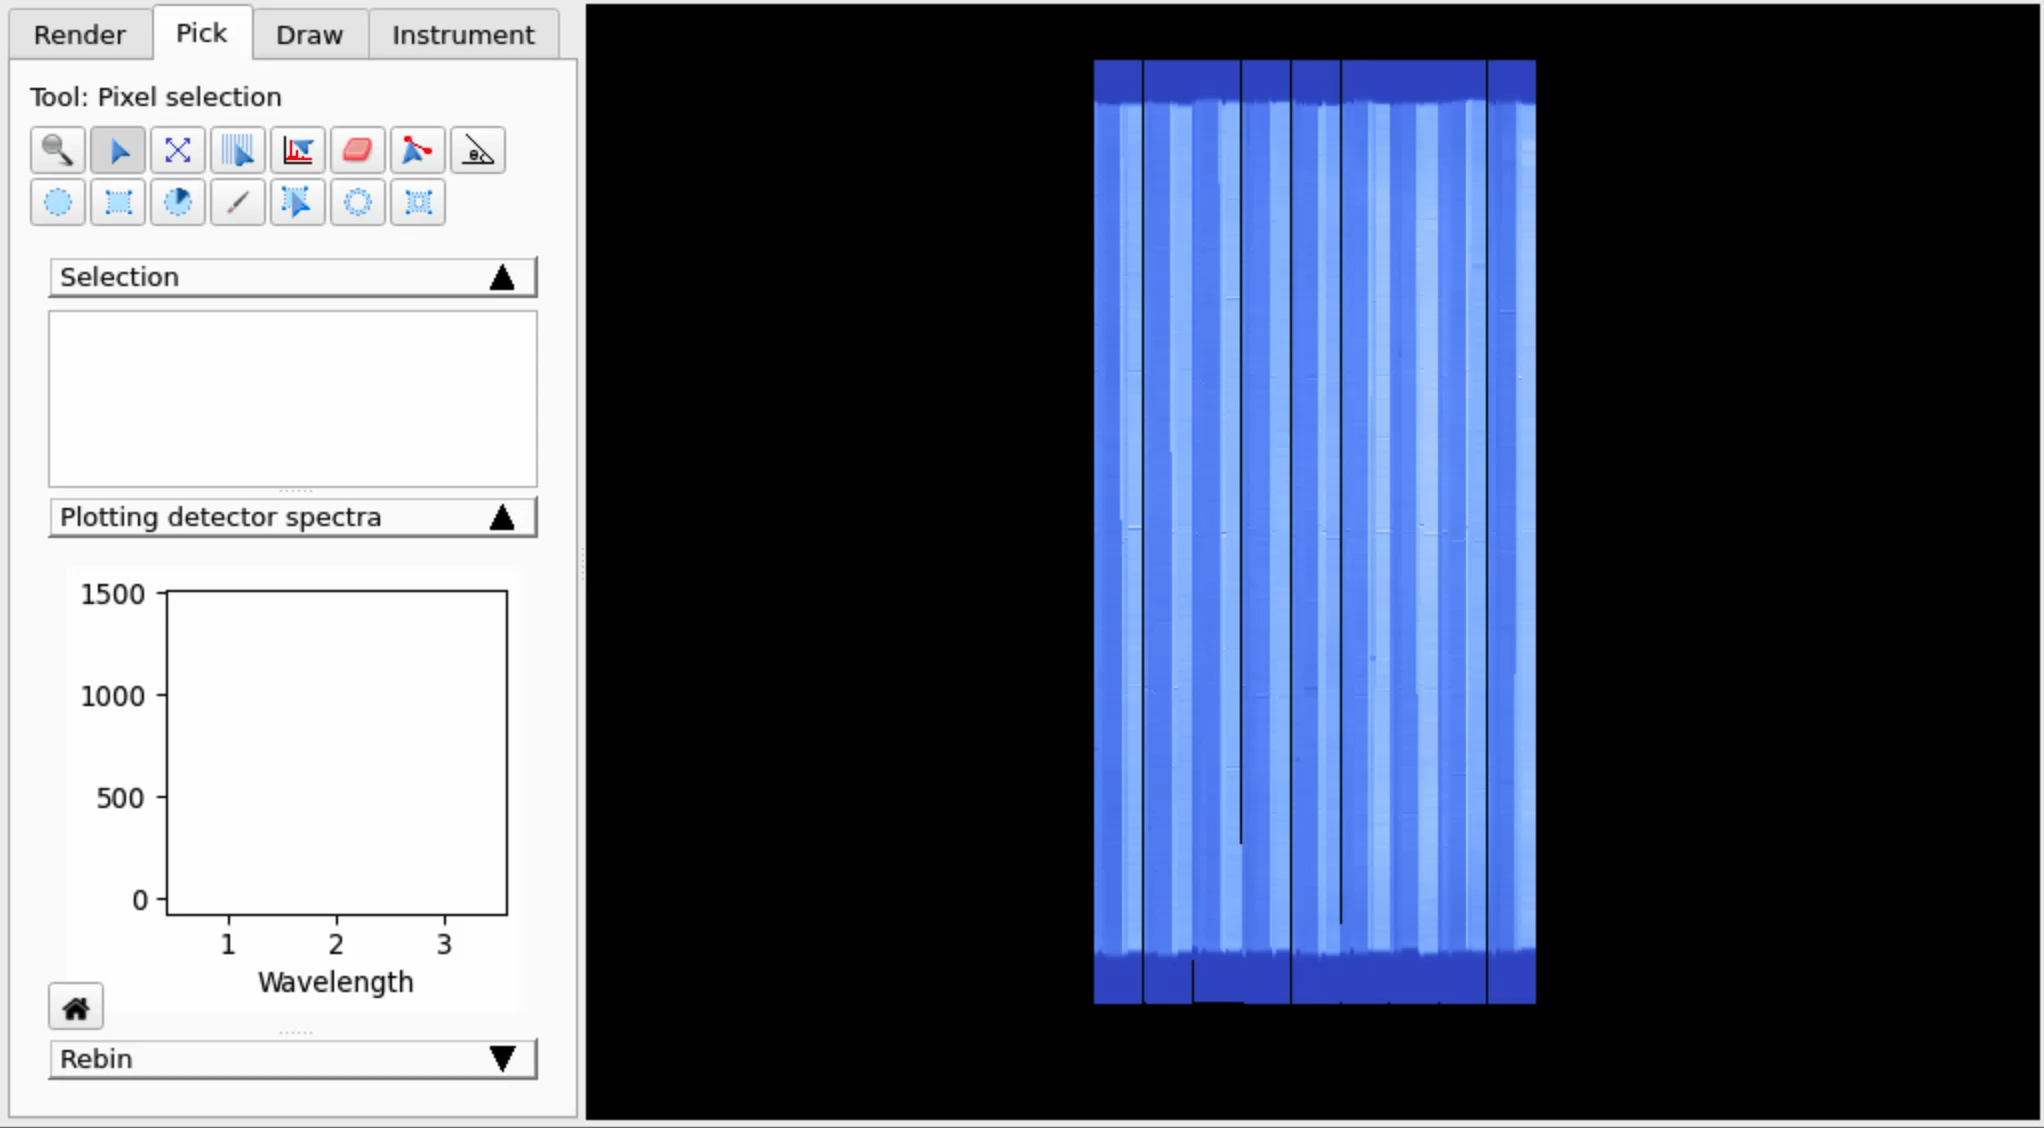 Render Pick Draw Instrument
Tool: Pixel selection
Selection
Plotting detector spectra
1500
1000
500
0
1 2 3
Wavelength
Rebin